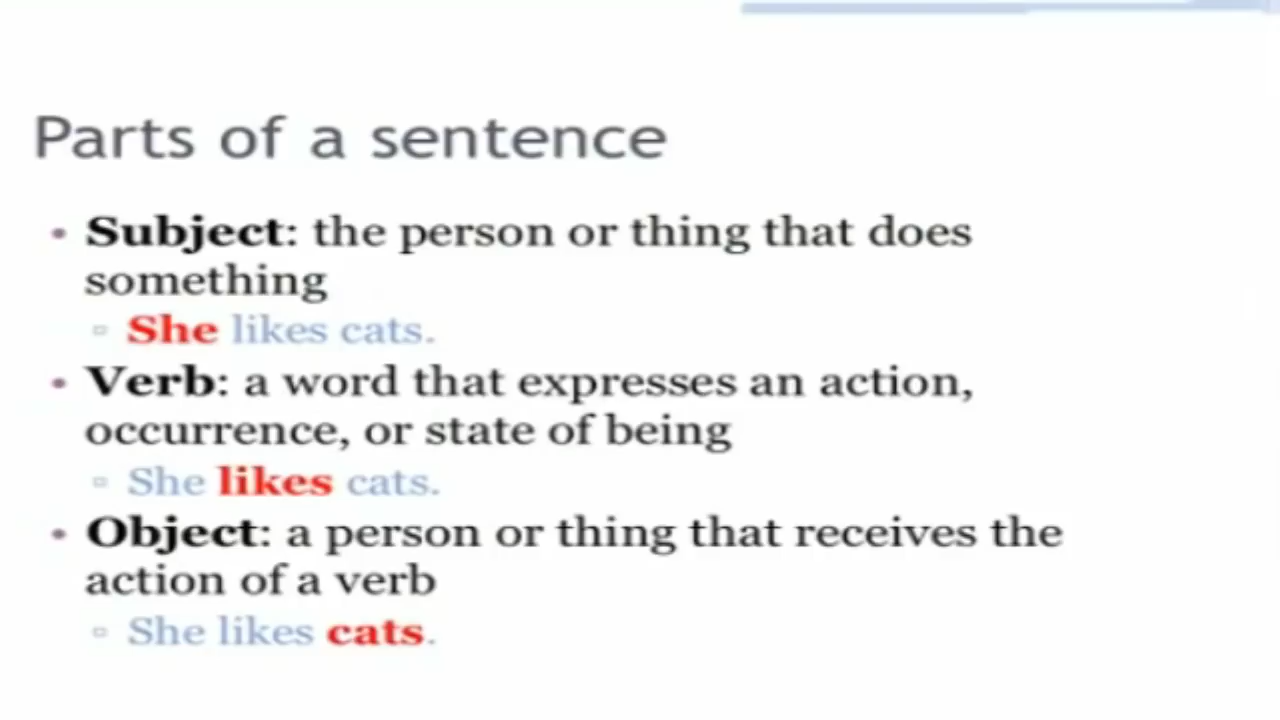 Parts of a sentence
• Subject: the person or thing that does
something
▫ She likes cats.
• Verb: a word that expresses an action,
occurrence, or state of being
▫ She likes cats.
• Object: a person or thing that receives the
action of a verb
▫ She likes cats.